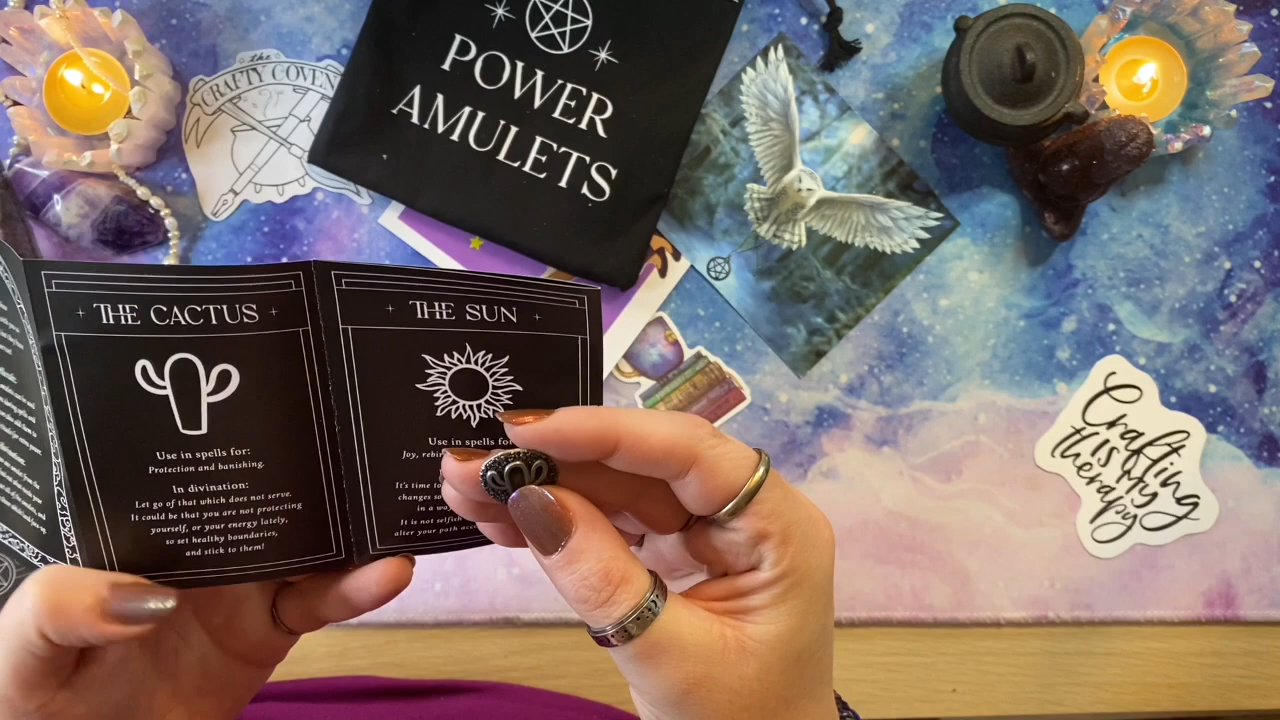 the
CRAFTY COVEN
POWER
AMULETS
THE CACTUS
Use in spells for:
Protection and banishing.
In divination:
Let go of that which does not serve.
It could be that you are not protecting
yourself, or your energy lately,
so set healthy boundaries,
and stick to them!
THE SUN
Use in spells for
Joy,
It's time to
changes so
in a
It is not selfish
alter your path
Crafting
IS My
therapy